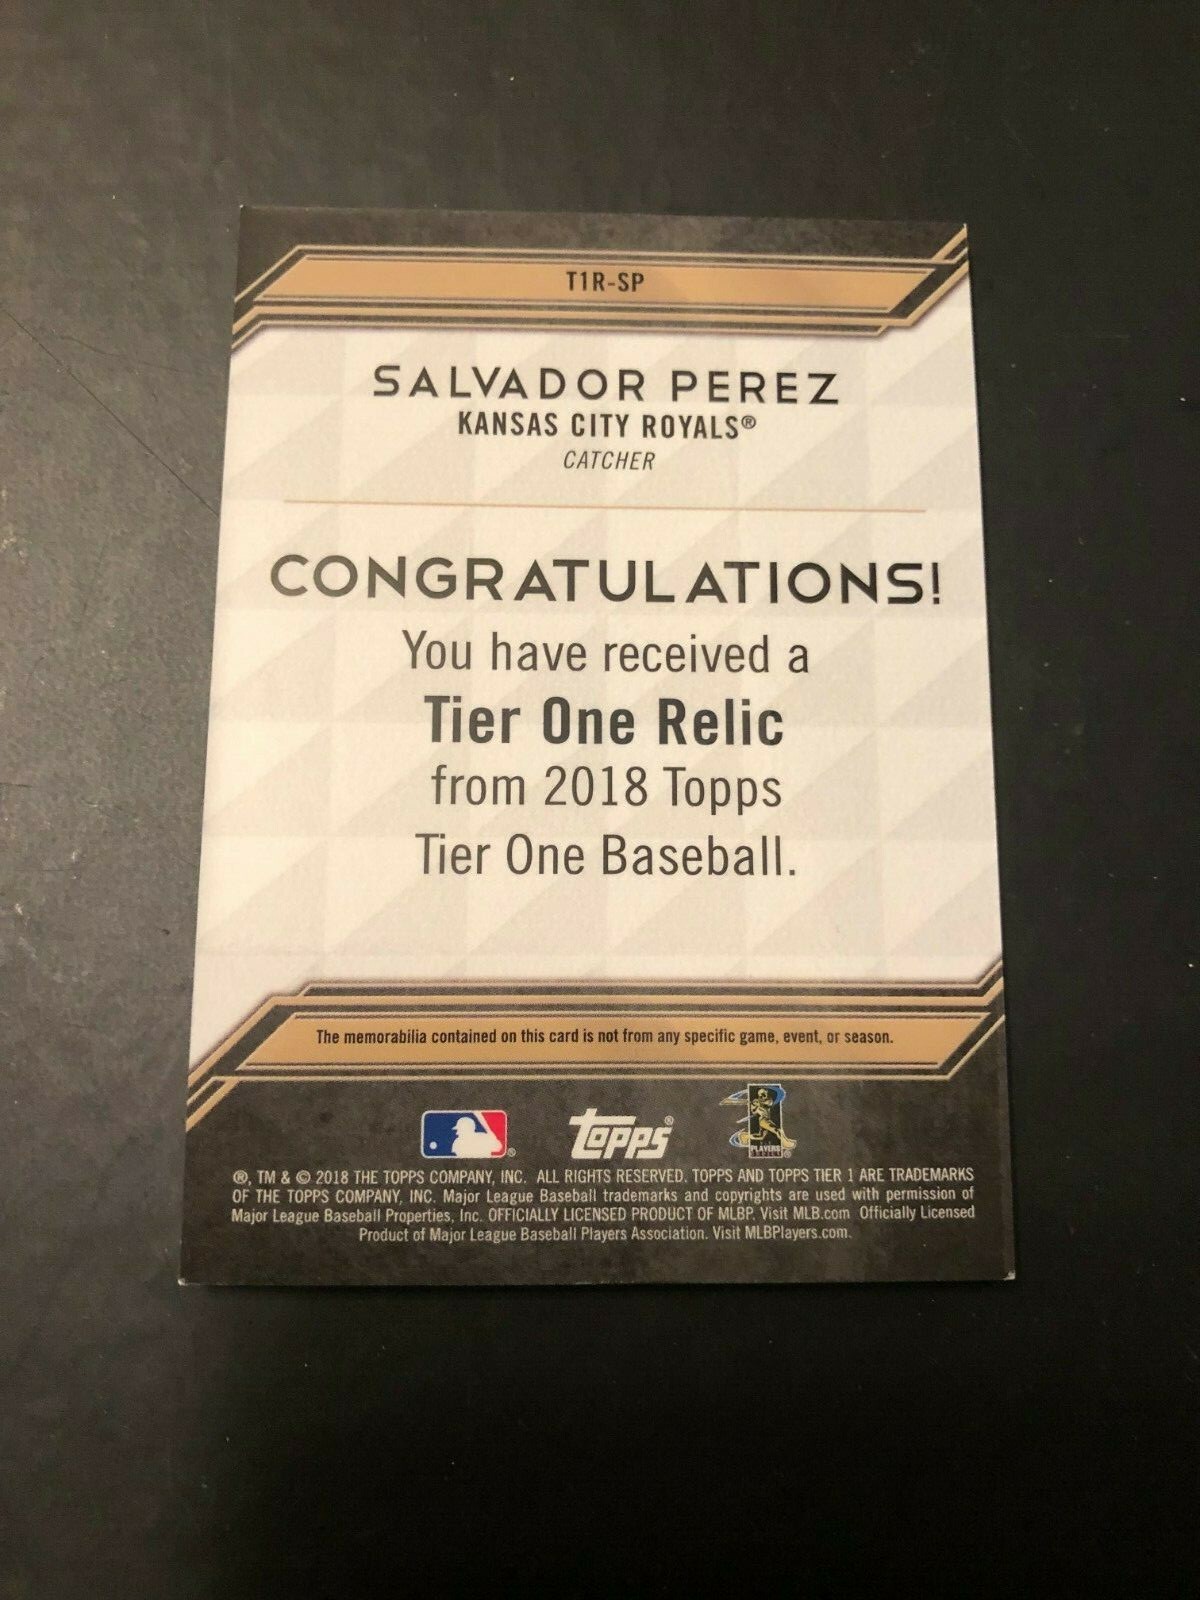 T1R-SP
SALVADOR PEREZ
KANSAS CITY ROYALS®
CATCHER
CONGRATULATIONS!
You have received a
Tier One Relic
from 2018 Topps
Tier One Baseball.
The memorabilia contained on this card is not from any specific game, event, or season.
® topps® PLAYERS ®
®, TM & © 2018 THE TOPPS COMPANY, INC. ALL RIGHTS RESERVED. TOPPS AND TOPPS TIER 1 ARE TRADEMARKS
OF THE TOPPS COMPANY, INC. Major League Baseball trademarks and copyrights are used with permission of
Major League Baseball Properties, Inc. OFFICIALLY LICENSED PRODUCT OF MLBP. Visit MLB.com Officially Licensed
Product of Major League Baseball Players Association. Visit MLBPlayers.com.